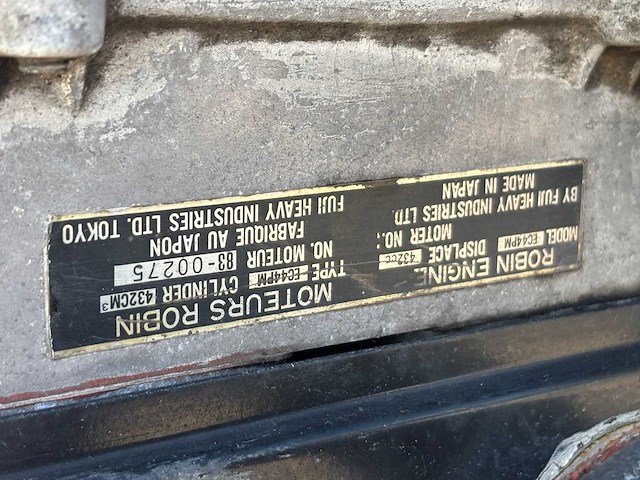 ROBIN ENGINE
MODEL EC44PM DISPLACE 432cc
MOTER NO.:
BY FUJI HEAVY INDUSTRIES LTD.
MADE IN JAPAN
MOTEURS ROBIN
TYPE EC44PM CYLINDER 432CM³
NO. MOTEUR 88-00275
FABRIQUE AU JAPON
FUJI HEAVY INDUSTRIES LTD. TOKYO